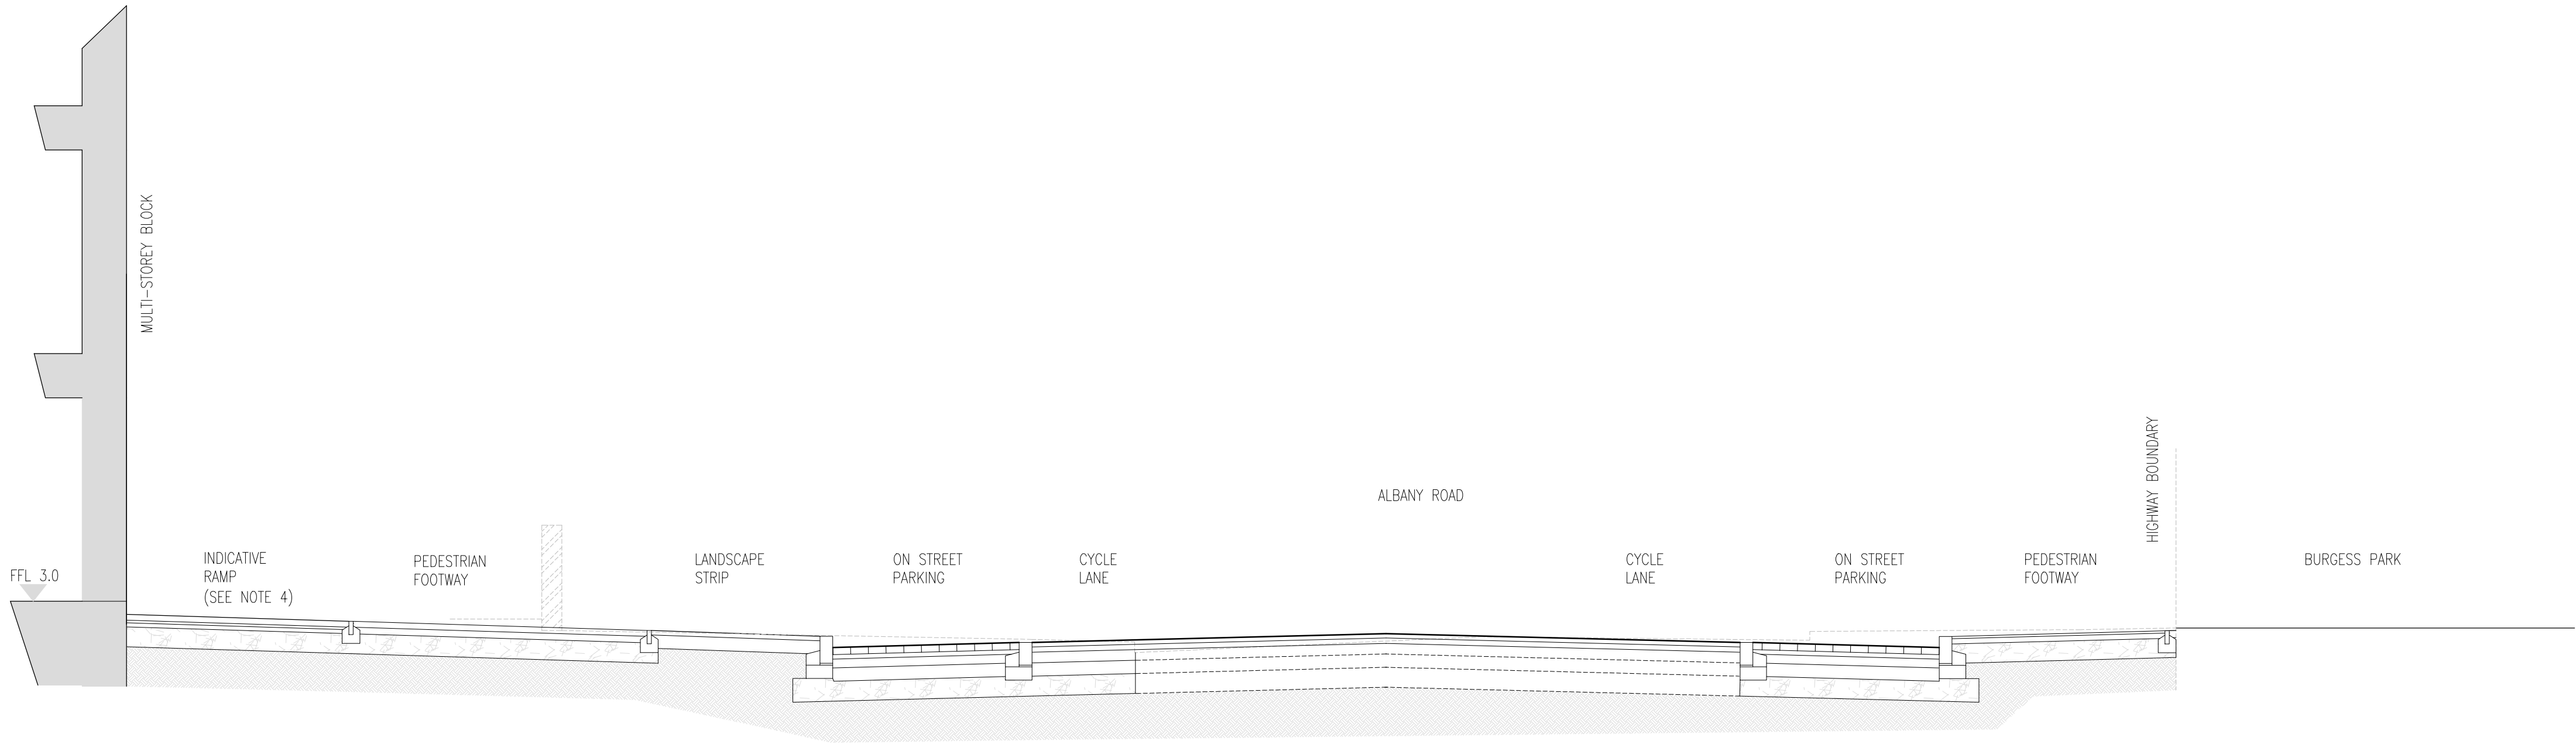 MULTI-STOREY BLOCK
FFL 3.0
INDICATIVE
RAMP
(SEE NOTE 4)
PEDESTRIAN
FOOTWAY
LANDSCAPE
STRIP
ON STREET
PARKING
CYCLE
LANE
ALBANY ROAD
CYCLE
LANE
ON STREET
PARKING
PEDESTRIAN
FOOTWAY
HIGHWAY BOUNDARY
BURGESS PARK